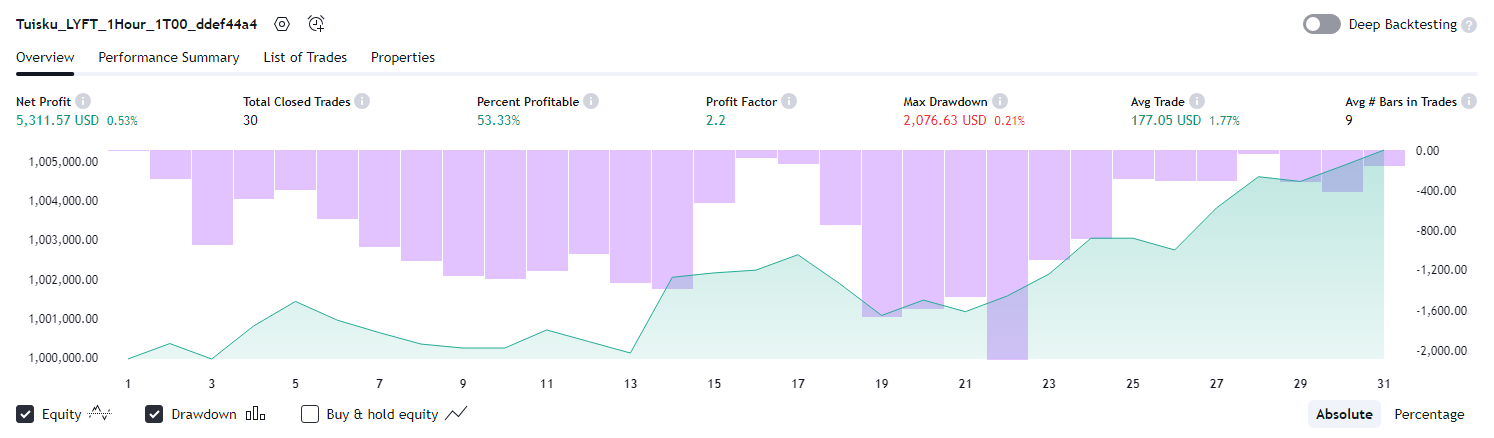 Tuisku_LYFT_1Hour_1T00_ddef44a4 Deep Backtesting ?
Overview Performance Summary List of Trades Properties
Net Profit i Total Closed Trades i Percent Profitable i Profit Factor i Max Drawdown i Avg Trade i Avg # Bars in Trades i
5,311.57 USD 0.53% 30 53.33% 2.2 2,076.63 USD 0.21% 177.05 USD 1.77% 9
1,005,000.00 0.00
1,004,000.00 -400.00
1,003,000.00 -800.00
1,002,000.00 -1,200.00
1,001,000.00 -1,600.00
1,000,000.00 -2,000.00
1 3 5 7 9 11 13 15 17 19 21 23 25 27 29 31
Equity Drawdown Buy & hold equity Absolute Percentage